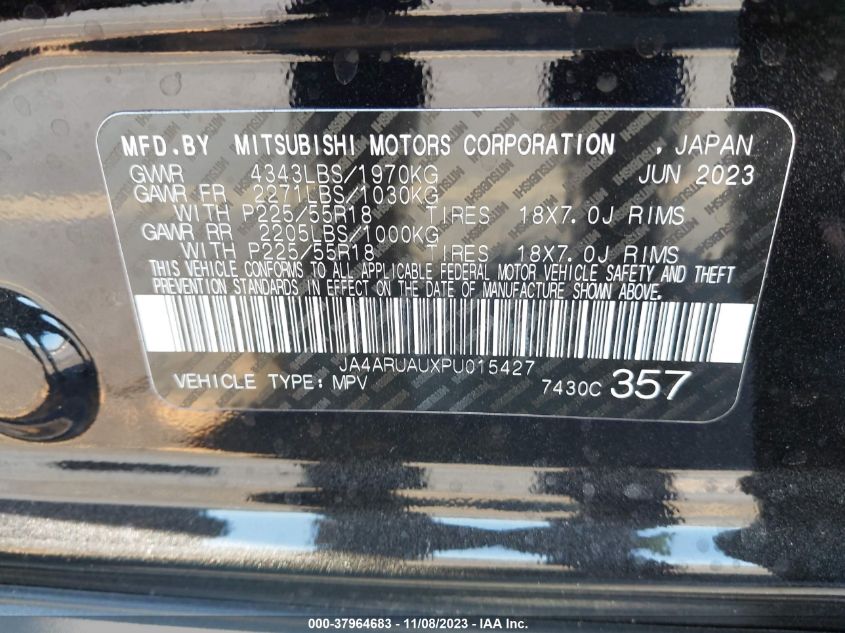 MFD.BY MITSUBISHI MOTORS CORPORATION , JAPAN
GVWR 4343LBS/1970KG JUN 2023
GAWR FR 2271LBS/1030KG
WITH P225/55R18 TIRES 18X7.0J RIMS
GAWR RR 2205LBS/1000KG
WITH P225/55R18 TIRES 18X7.0J RIMS
THIS VEHICLE CONFORMS TO ALL APPLICABLE FEDERAL MOTOR VEHICLE SAFETY AND THEFT
PREVENTION STANDARDS IN EFFECT ON THE DATE OF MANUFACTURE SHOWN ABOVE.
JA4ARUAUXPU015427
VEHICLE TYPE: MPV 7430C 357
000-37964683 - 11/08/2023 - IAA Inc.